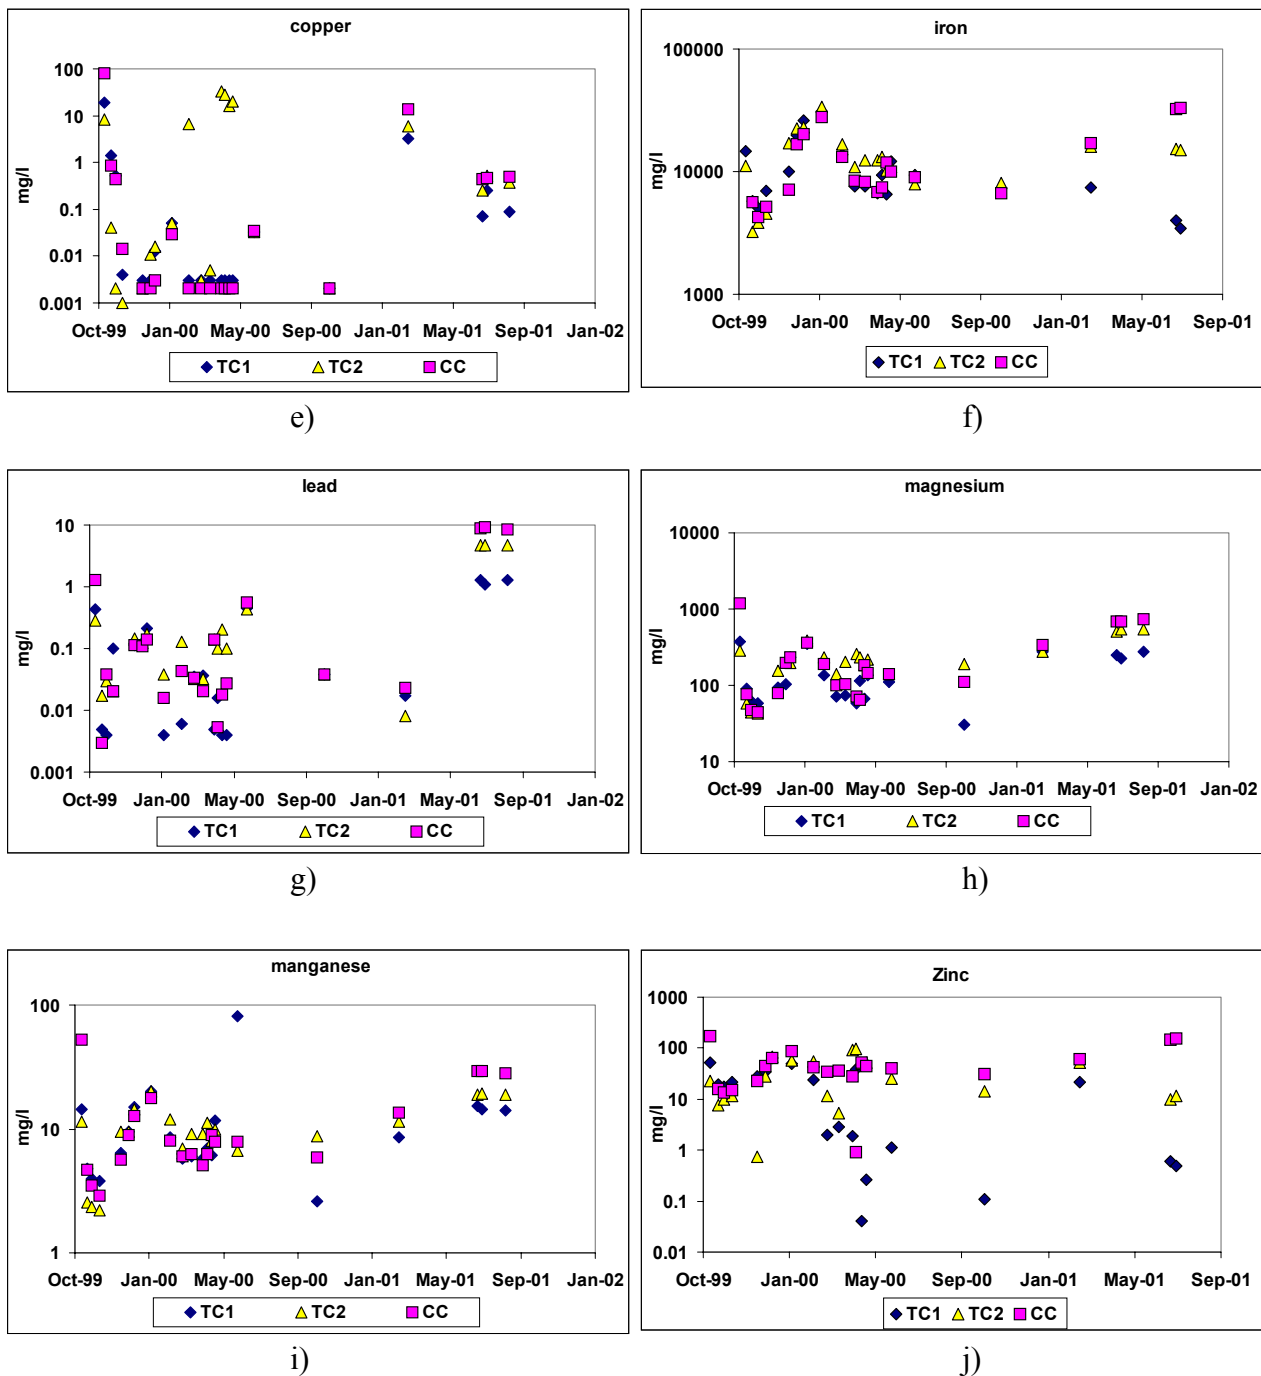 copper
100
10
1
0.1
0.01
0.001
mg/l
Oct-99 Jan-00 May-00 Sep-00 Jan-01 May-01 Sep-01 Jan-02
TC1 TC2 CC
e)
iron
100000
10000
1000
mg/l
Oct-99 Jan-00 May-00 Sep-00 Jan-01 May-01 Sep-01
TC1 TC2 CC
f)
lead
10
1
0.1
0.01
0.001
mg/l
Oct-99 Jan-00 May-00 Sep-00 Jan-01 May-01 Sep-01 Jan-02
TC1 TC2 CC
g)
magnesium
10000
1000
100
10
mg/l
Oct-99 Jan-00 May-00 Sep-00 Jan-01 May-01 Sep-01 Jan-02
TC1 TC2 CC
h)
manganese
100
10
1
mg/l
Oct-99 Jan-00 May-00 Sep-00 Jan-01 May-01 Sep-01 Jan-02
TC1 TC2 CC
i)
Zinc
1000
100
10
1
0.1
0.01
mg/l
Oct-99 Jan-00 May-00 Sep-00 Jan-01 May-01 Sep-01
TC1 TC2 CC
j)